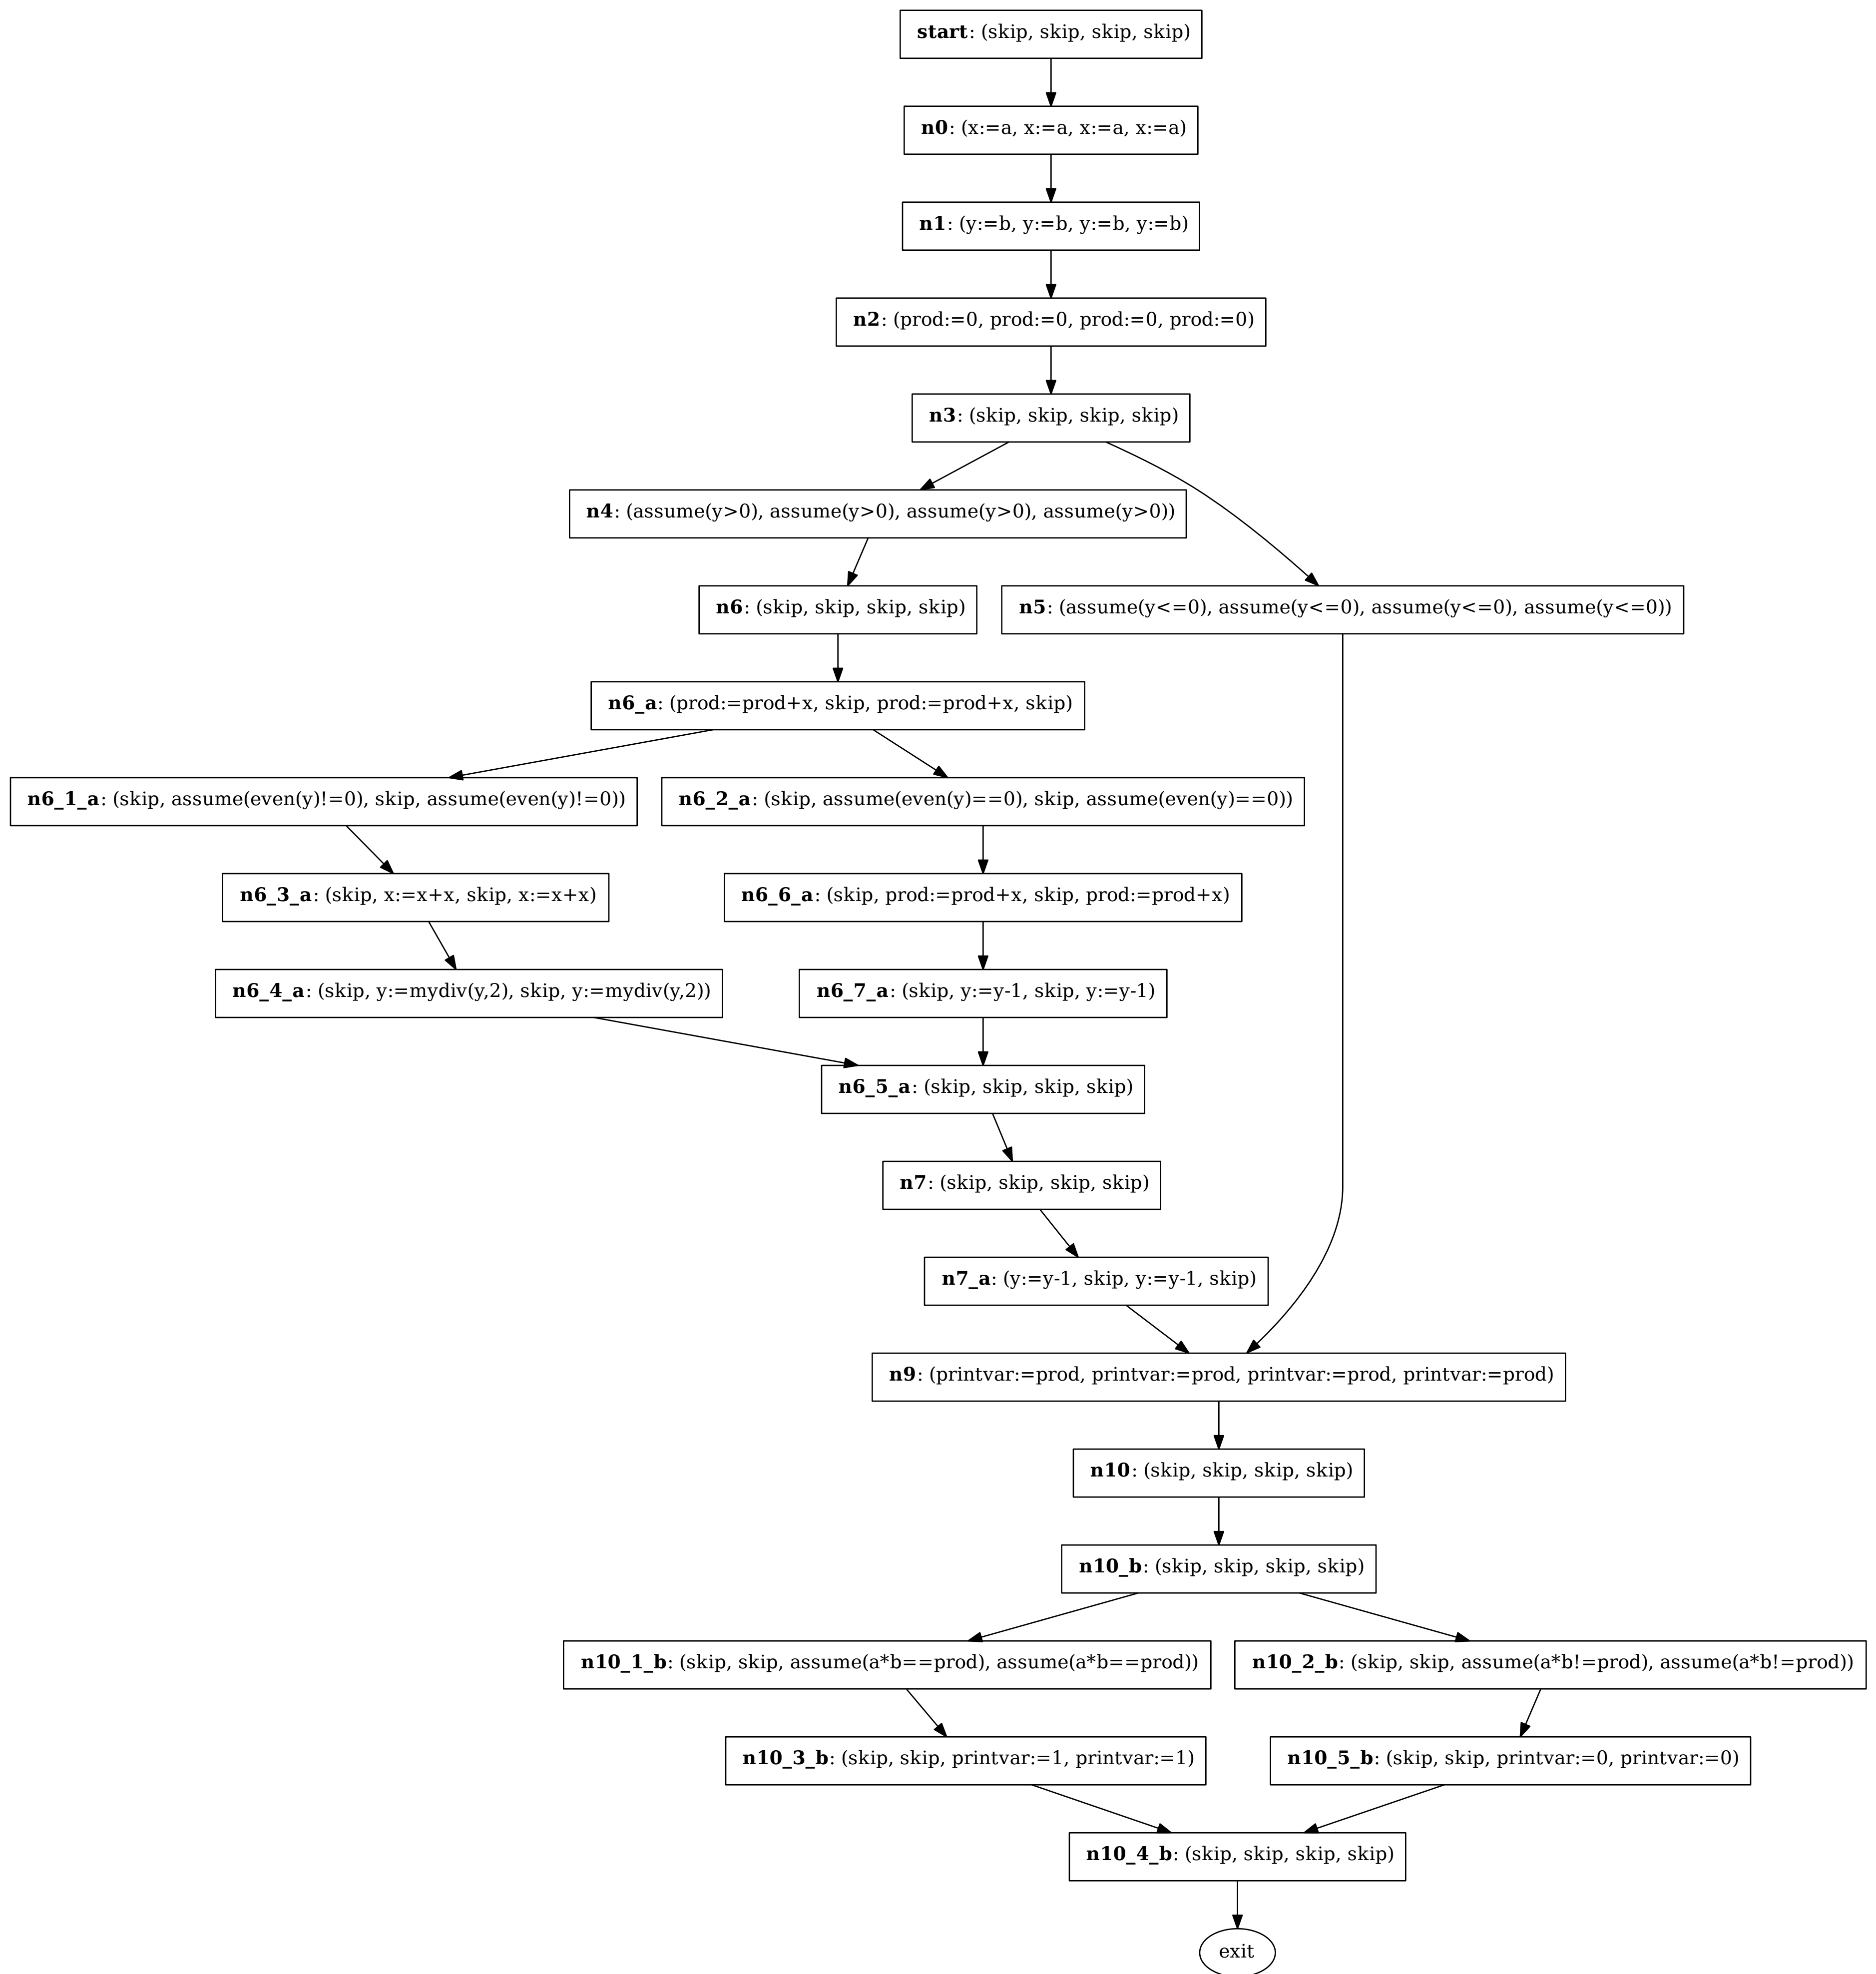 start: (skip, skip, skip, skip)
n0: (x:=a, x:=a, x:=a, x:=a)
n1: (y:=b, y:=b, y:=b, y:=b)
n2: (prod:=0, prod:=0, prod:=0, prod:=0)
n3: (skip, skip, skip, skip)
n4: (assume(y>0), assume(y>0), assume(y>0), assume(y>0))
n6: (skip, skip, skip, skip)
n5: (assume(y<=0), assume(y<=0), assume(y<=0), assume(y<=0))
n6_a: (prod:=prod+x, skip, prod:=prod+x, skip)
n6_1_a: (skip, assume(even(y)!=0), skip, assume(even(y)!=0))
n6_2_a: (skip, assume(even(y)==0), skip, assume(even(y)==0))
n6_3_a: (skip, x:=x+x, skip, x:=x+x)
n6_6_a: (skip, prod:=prod+x, skip, prod:=prod+x)
n6_4_a: (skip, y:=mydiv(y,2), skip, y:=mydiv(y,2))
n6_7_a: (skip, y:=y-1, skip, y:=y-1)
n6_5_a: (skip, skip, skip, skip)
n7: (skip, skip, skip, skip)
n7_a: (y:=y-1, skip, y:=y-1, skip)
n9: (printvar:=prod, printvar:=prod, printvar:=prod, printvar:=prod)
n10: (skip, skip, skip, skip)
n10_b: (skip, skip, skip, skip)
n10_1_b: (skip, skip, assume(a*b==prod), assume(a*b==prod))
n10_2_b: (skip, skip, assume(a*b!=prod), assume(a*b!=prod))
n10_3_b: (skip, skip, printvar:=1, printvar:=1)
n10_5_b: (skip, skip, printvar:=0, printvar:=0)
n10_4_b: (skip, skip, skip, skip)
exit